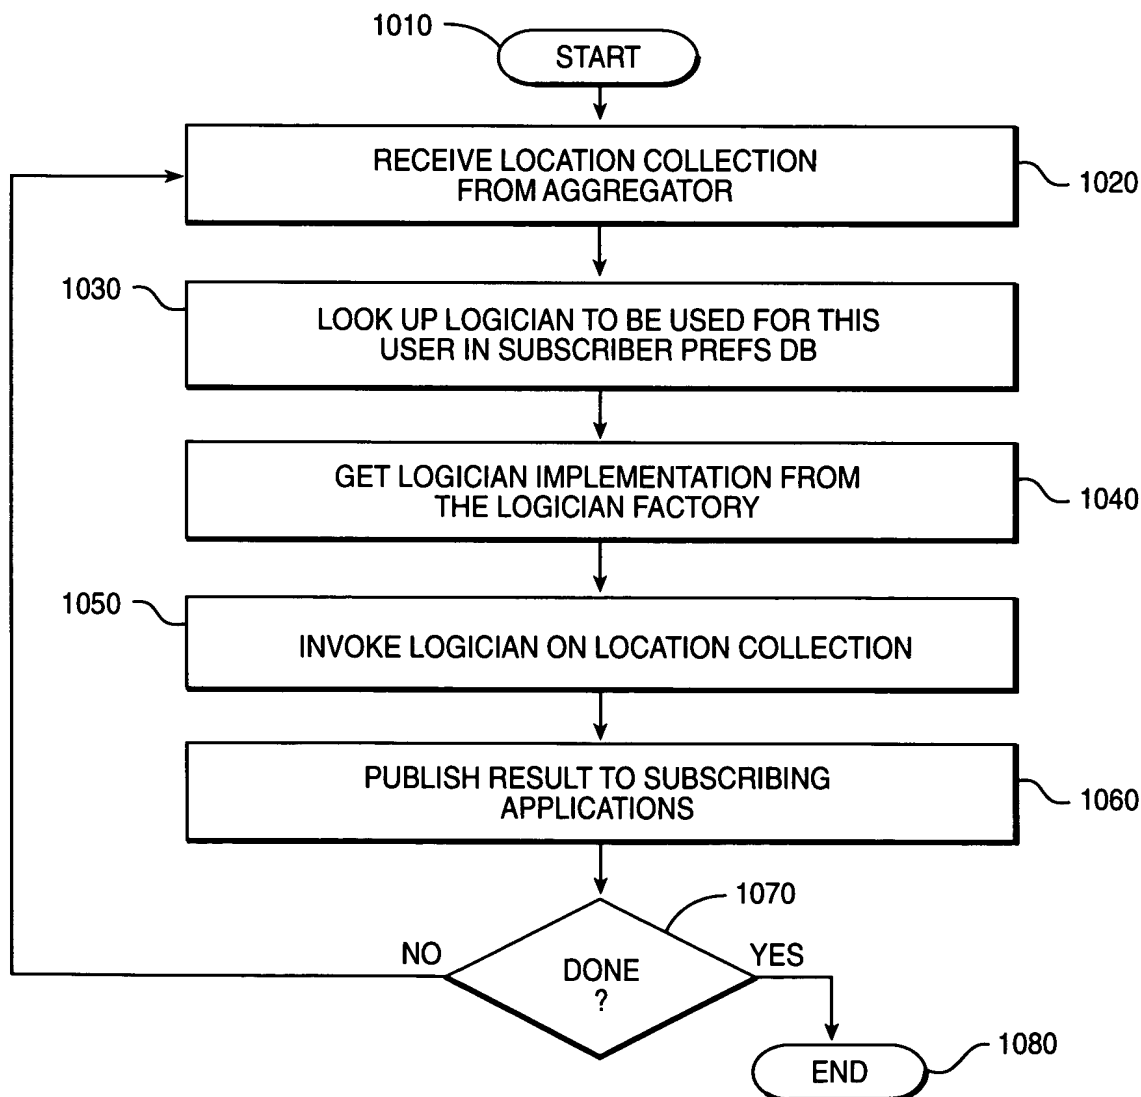 1010
START
RECEIVE LOCATION COLLECTION
FROM AGGREGATOR
1020
1030
LOOK UP LOGICIAN TO BE USED FOR THIS
USER IN SUBSCRIBER PREFS DB
GET LOGICIAN IMPLEMENTATION FROM
THE LOGICIAN FACTORY
1040
1050
INVOKE LOGICIAN ON LOCATION COLLECTION
PUBLISH RESULT TO SUBSCRIBING
APPLICATIONS
1060
1070
NO
YES
DONE
?
END
1080